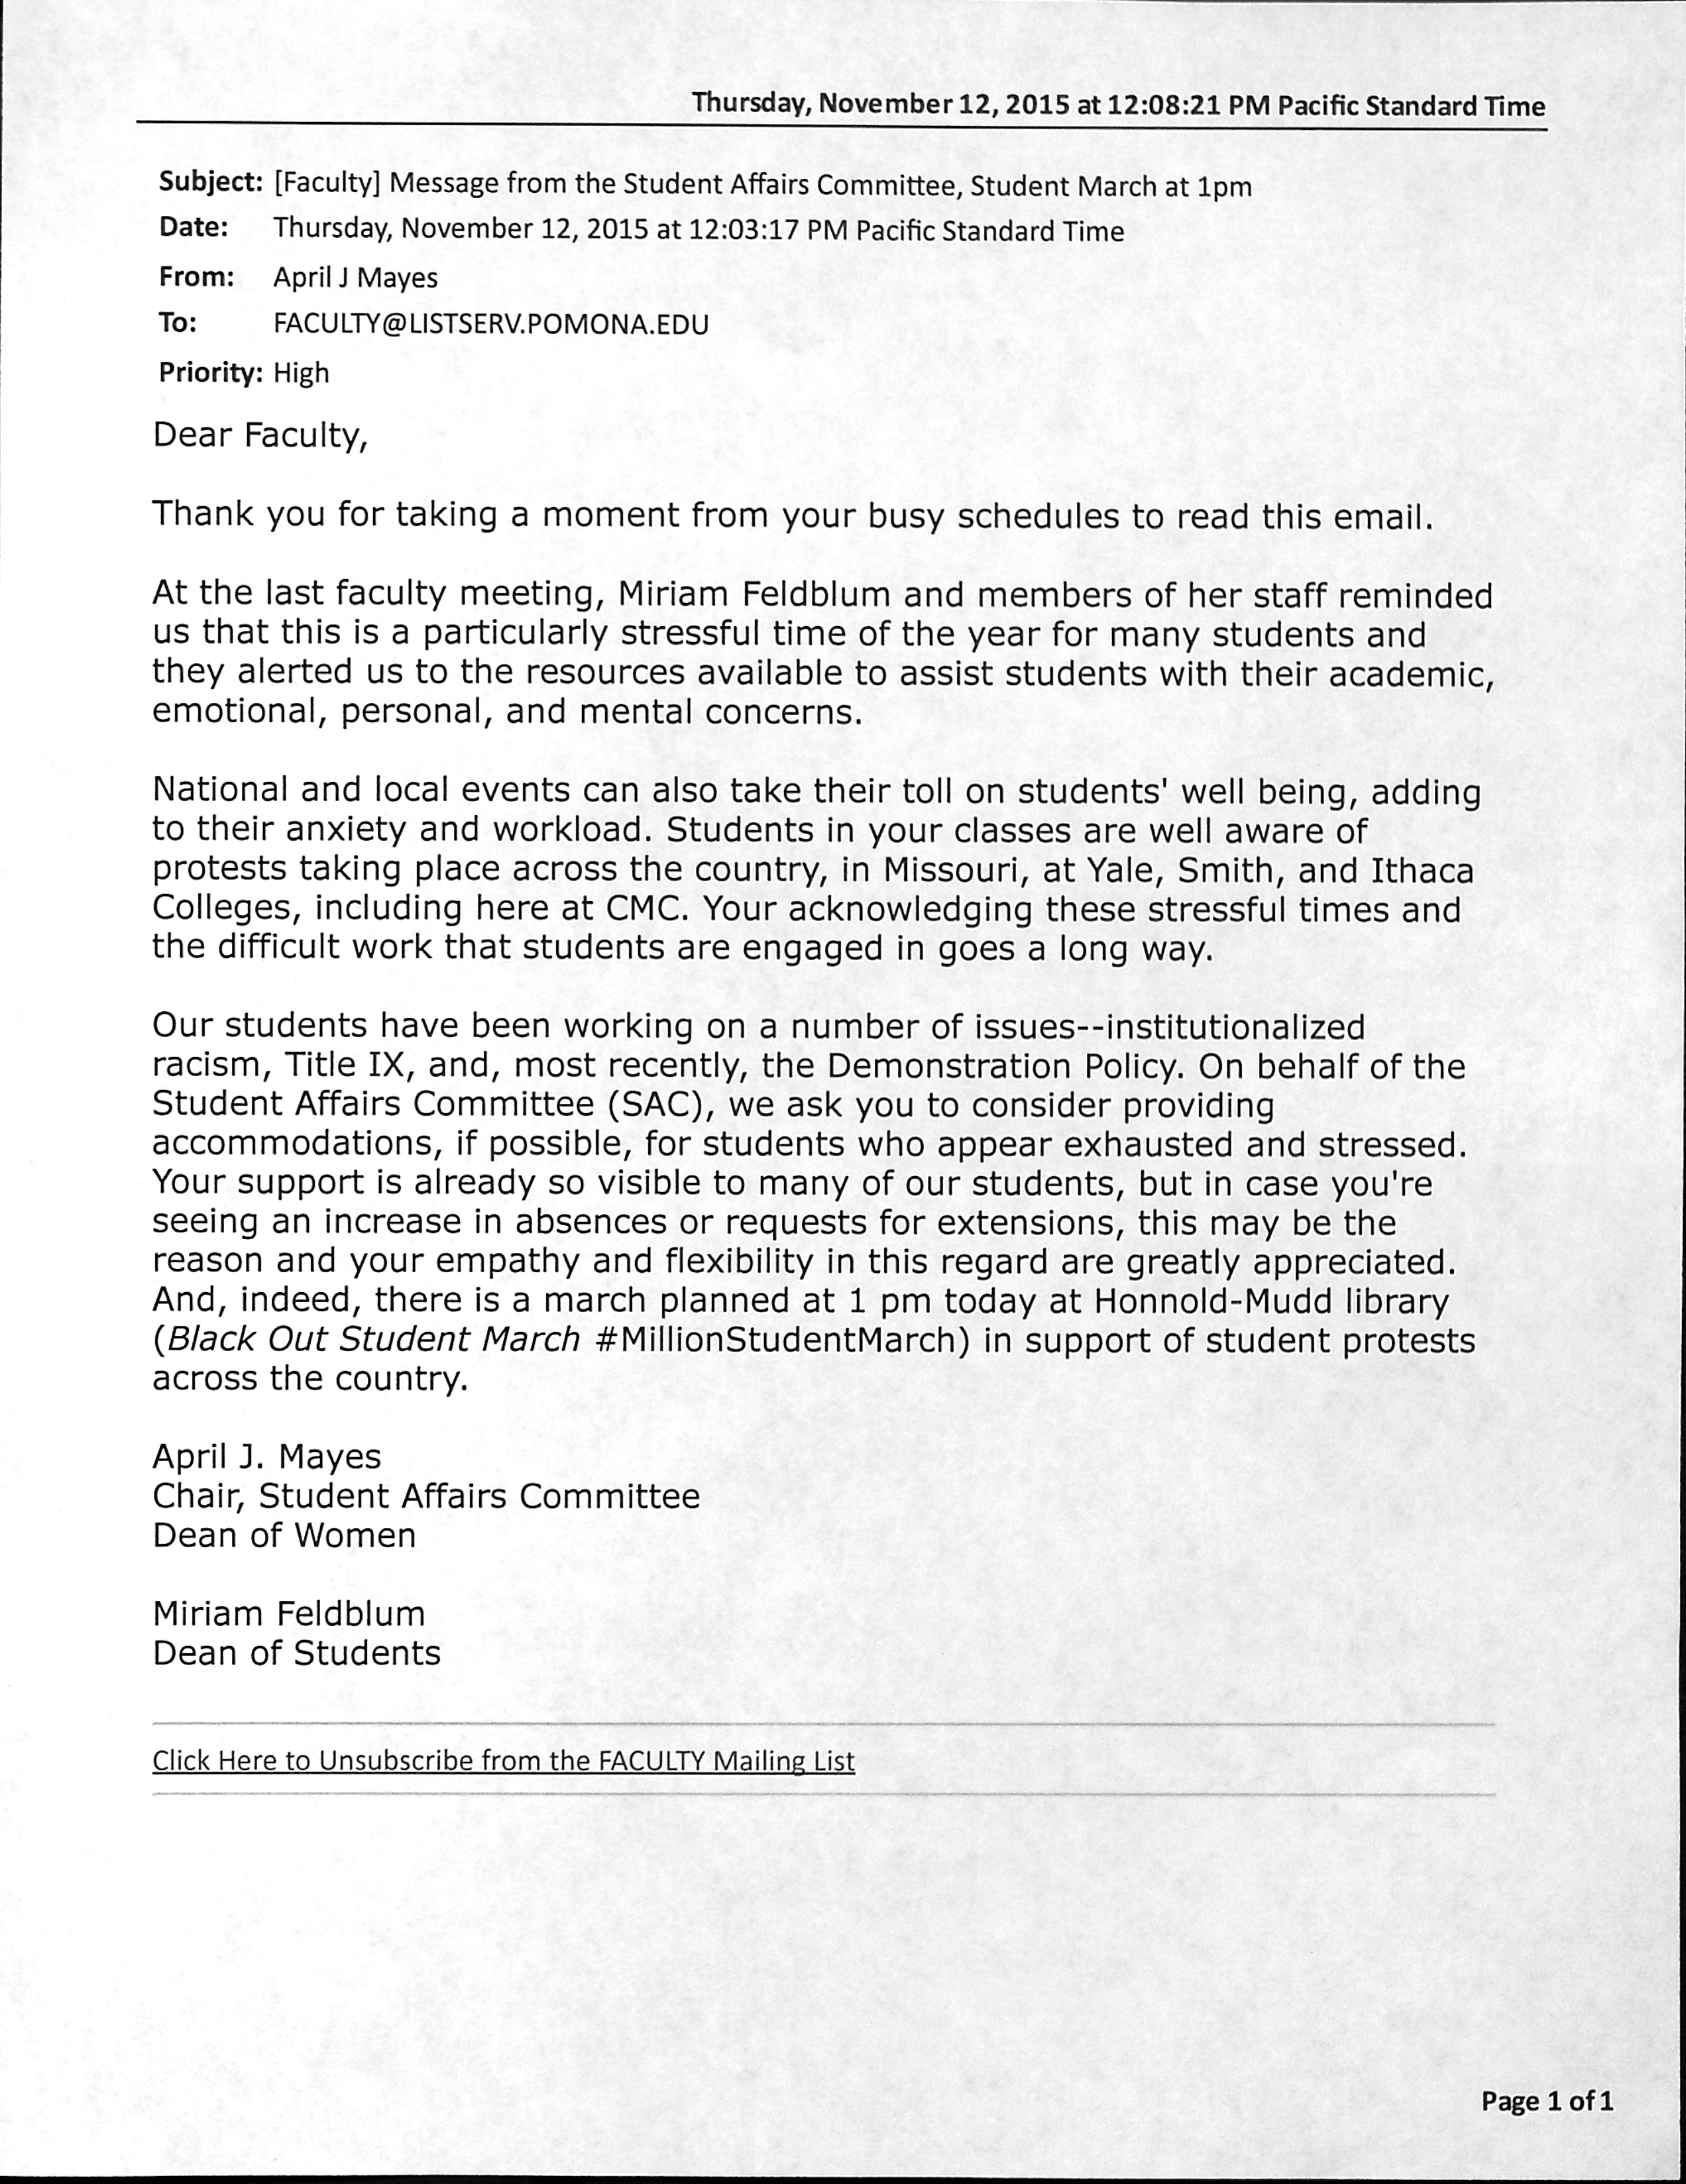 Thursday, November 12, 2015 at 12:08:21 PM Pacific Standard Time
Subject: [Faculty] Message from the Student Affairs Committee, Student March at 1pm
Date: Thursday, November 12, 2015 at 12:03:17 PM Pacific Standard Time
From: April J Mayes
To: FACULTY@LISTSERV.POMONA.EDU
Priority: High
Dear Faculty,
Thank you for taking a moment from your busy schedules to read this email.
At the last faculty meeting, Miriam Feldblum and members of her staff reminded
us that this is a particularly stressful time of the year for many students and
they alerted us to the resources available to assist students with their academic,
emotional, personal, and mental concerns.
National and local events can also take their toll on students' well being, adding
to their anxiety and workload. Students in your classes are well aware of
protests taking place across the country, in Missouri, at Yale, Smith, and Ithaca
Colleges, including here at CMC. Your acknowledging these stressful times and
the difficult work that students are engaged in goes a long way.
Our students have been working on a number of issues--institutionalized
racism, Title IX, and, most recently, the Demonstration Policy. On behalf of the
Student Affairs Committee (SAC), we ask you to consider providing
accommodations, if possible, for students who appear exhausted and stressed.
Your support is already so visible to many of our students, but in case you're
seeing an increase in absences or requests for extensions, this may be the
reason and your empathy and flexibility in this regard are greatly appreciated.
And, indeed, there is a march planned at 1 pm today at Honnold-Mudd library
(Black Out Student March #MillionStudentMarch) in support of student protests
across the country.
April J. Mayes
Chair, Student Affairs Committee
Dean of Women
Miriam Feldblum
Dean of Students
Click Here to Unsubscribe from the FACULTY Mailing List
Page 1 of 1